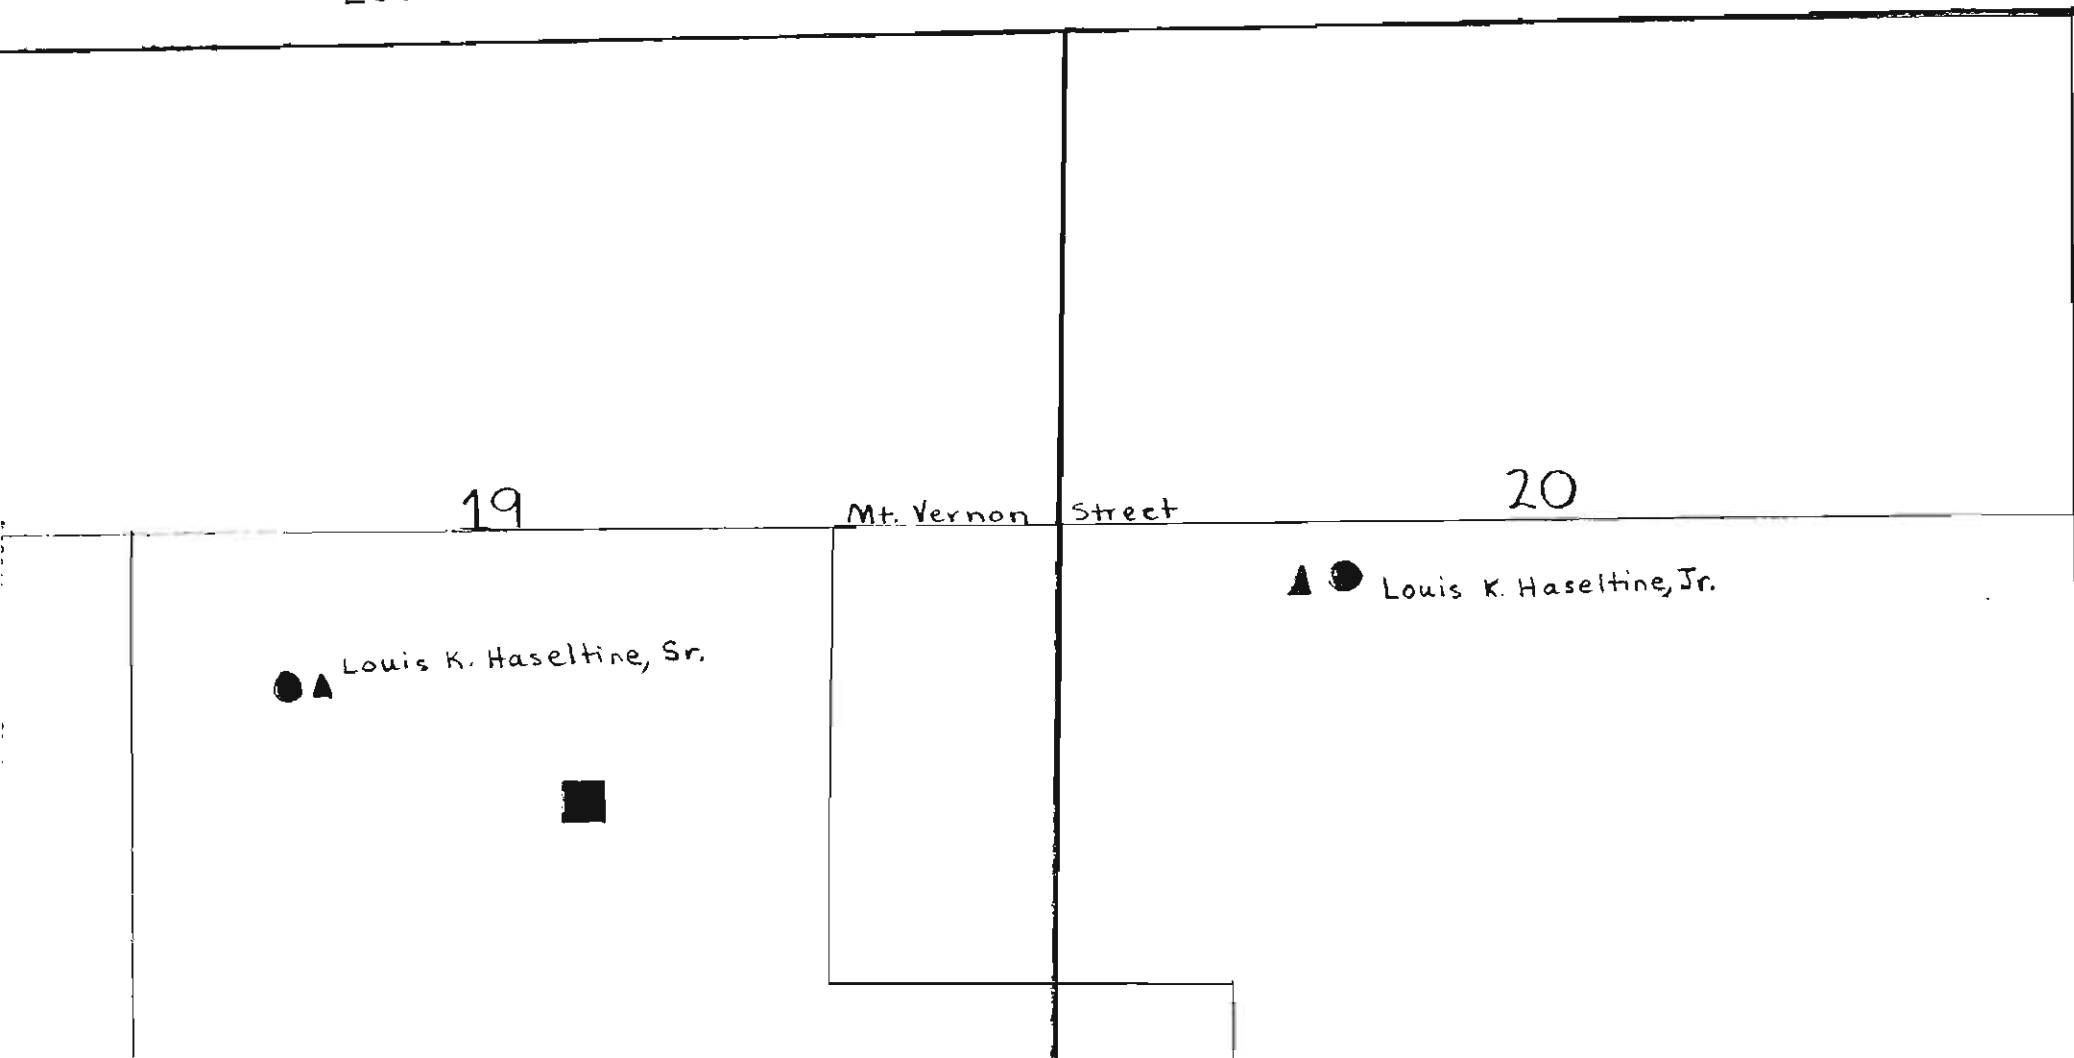 19
20
Mt. Vernon Street
Louis K. Haseltine, Jr.
Louis K. Haseltine, Sr.